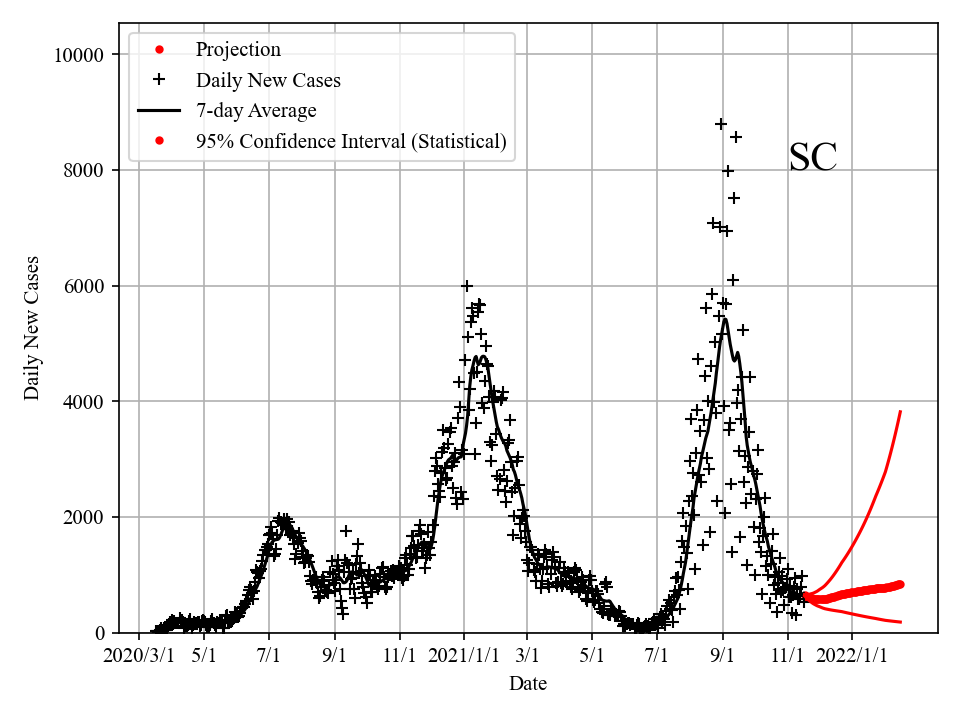 Projection
Daily New Cases
7-day Average
95% Confidence Interval (Statistical)
SC
10000
8000
6000
4000
2000
0
Daily New Cases
2020/3/1 5/1 7/1 9/1 11/1 2021/1/1 3/1 5/1 7/1 9/1 11/1 2022/1/1
Date